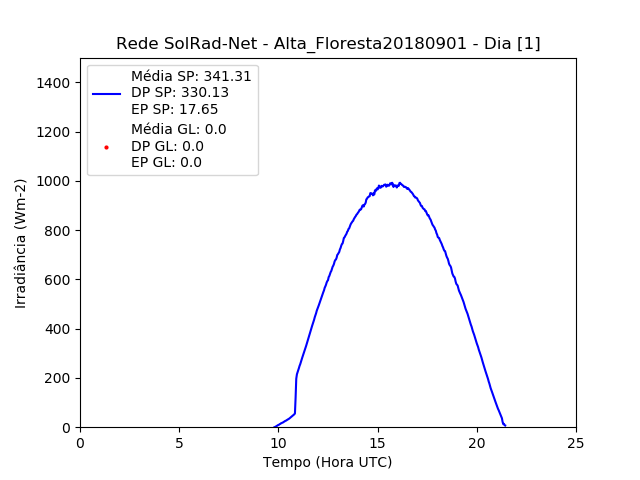 Rede SolRad-Net - Alta_Floresta20180901 - Dia [1]
Média SP: 341.31
DP SP: 330.13
EP SP: 17.65
Média GL: 0.0
DP GL: 0.0
EP GL: 0.0
1400
1200
1000
800
600
400
200
0
Irradiância (Wm-2)
0 5 10 15 20 25
Tempo (Hora UTC)